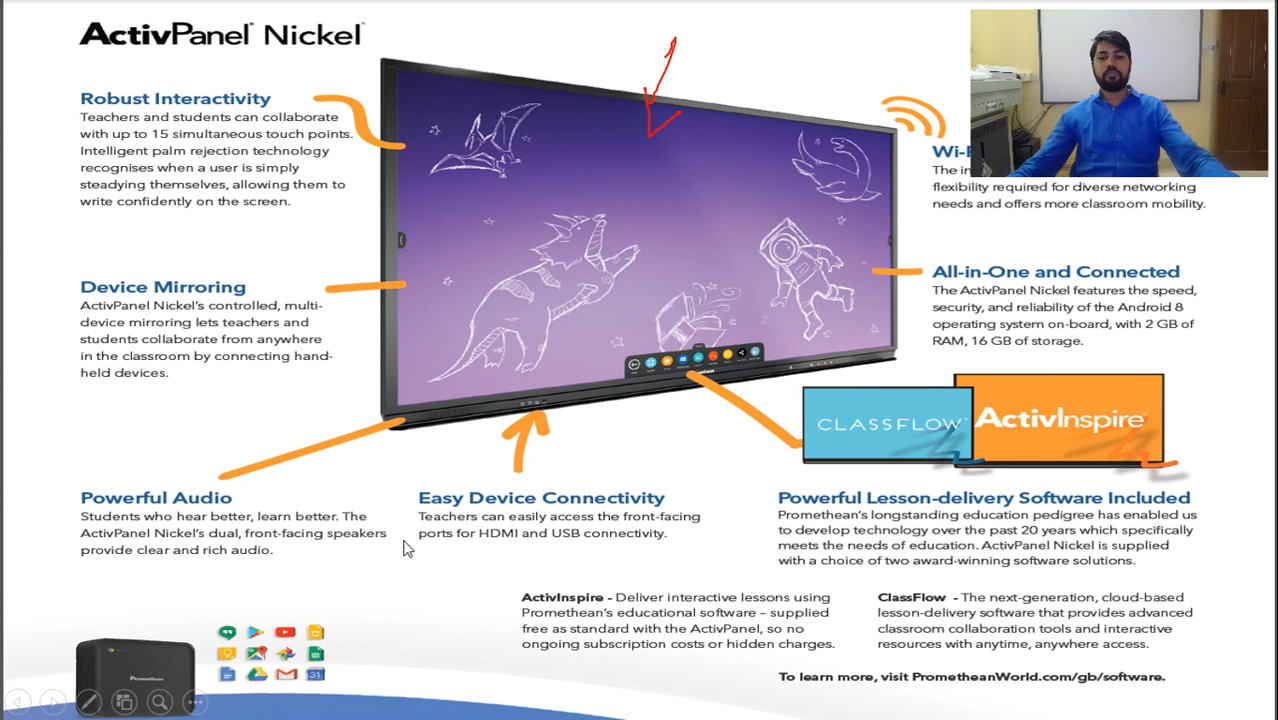 ActivPanel Nickel
Robust Interactivity
Teachers and students can collaborate
with up to 15 simultaneous touch points.
Intelligent palm rejection technology
recognises when a user is simply
steadying themselves, allowing them to
write confidently on the screen.
Device Mirroring
ActivPanel Nickel's controlled, multi-
device mirroring lets teachers and
students collaborate from anywhere
in the classroom by connecting hand-
held devices.
The
flexibility required for diverse networking
needs and offers more classroom mobility.
All-in-One and Connected
The ActivPanel Nickel features the speed,
security, and reliability of the Android 8
operating system on-board, with 2 GB of
RAM, 16 GB of storage.
Promethean
CLASSFLOW
ActivInspire
Powerful Audio
Students who hear better, learn better. The
ActivPanel Nickel's dual, front-facing speakers
provide clear and rich audio.
Easy Device Connectivity
Teachers can easily access the front-facing
ports for HDMI and USB connectivity.
Powerful Lesson-delivery Software Included
Promethean's longstanding education pedigree has enabled us
to develop technology over the past 20 years which specifically
meets the needs of education. ActivPanel Nickel is supplied
with a choice of two award-winning software solutions.
ActivInspire - Deliver interactive lessons using
Promethean's educational software – supplied
free as standard with the ActivPanel, so no
ongoing subscription costs or hidden charges.
ClassFlow - The next-generation, cloud-based
lesson-delivery software that provides advanced
classroom collaboration tools and interactive
resources with anytime, anywhere access.
To learn more, visit PrometheanWorld.com/gb/software.
Promethean
31